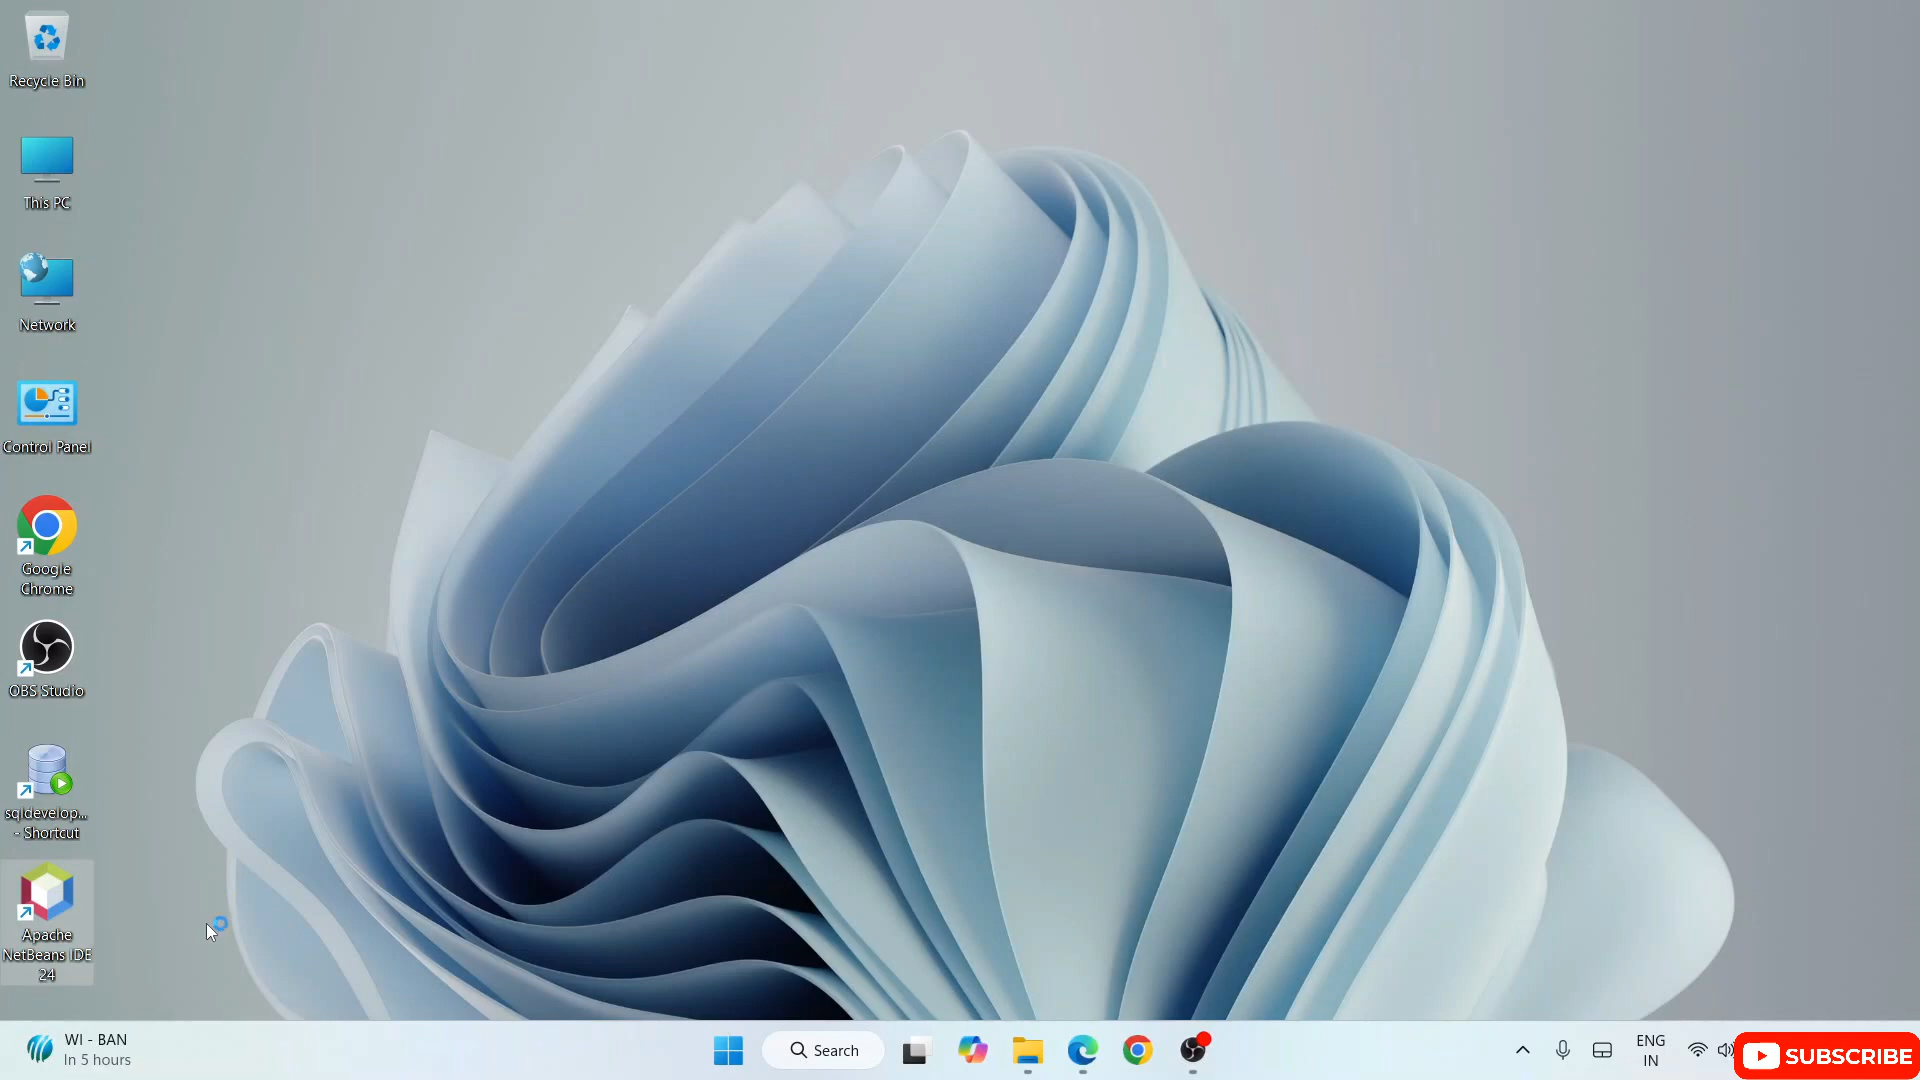 Recycle Bin
This PC
Network
Control Panel
Google
Chrome
OBS Studio
sqldevelop...
- Shortcut
Apache
NetBeans IDE
24
WI - BAN
In 5 hours
Search
ENG
IN
SUBSCRIBE